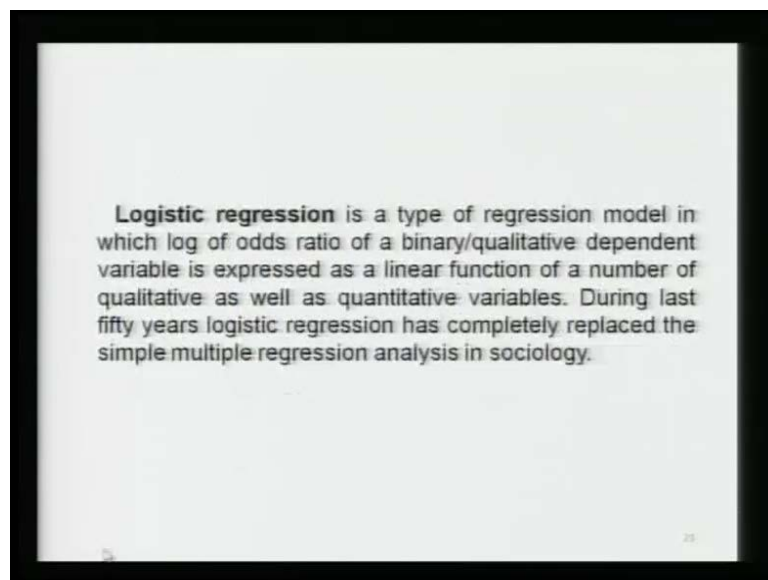 Logistic regression is a type of regression model in
which log of odds ratio of a binary/qualitative dependent
variable is expressed as a linear function of a number of
qualitative as well as quantitative variables. During last
fifty years logistic regression has completely replaced the
simple multiple regression analysis in sociology.